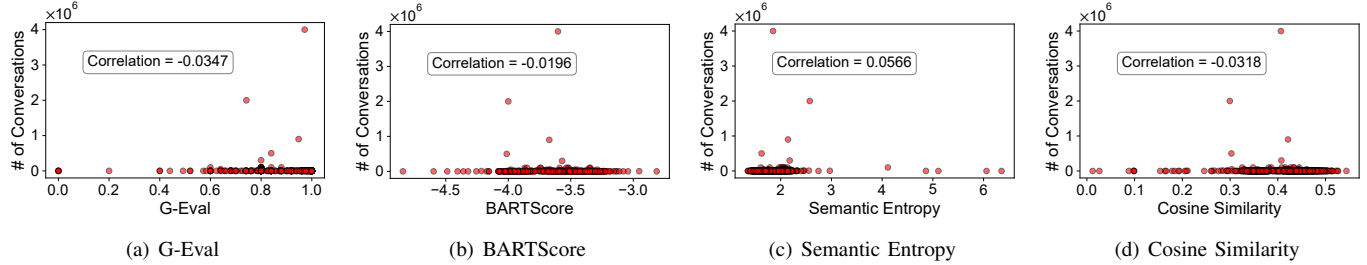 ×10⁶
# of Conversations
4
3
2
1
0
Correlation = -0.0347
0.0 0.2 0.4 0.6 0.8 1.0
G-Eval
(a) G-Eval
×10⁶
# of Conversations
4
3
2
1
0
Correlation = -0.0196
−4.5 −4.0 −3.5 −3.0
BARTScore
(b) BARTScore
×10⁶
# of Conversations
4
3
2
1
0
Correlation = 0.0566
2 3 4 5 6
Semantic Entropy
(c) Semantic Entropy
×10⁶
# of Conversations
4
3
2
1
0
Correlation = -0.0318
0.0 0.1 0.2 0.3 0.4 0.5
Cosine Similarity
(d) Cosine Similarity